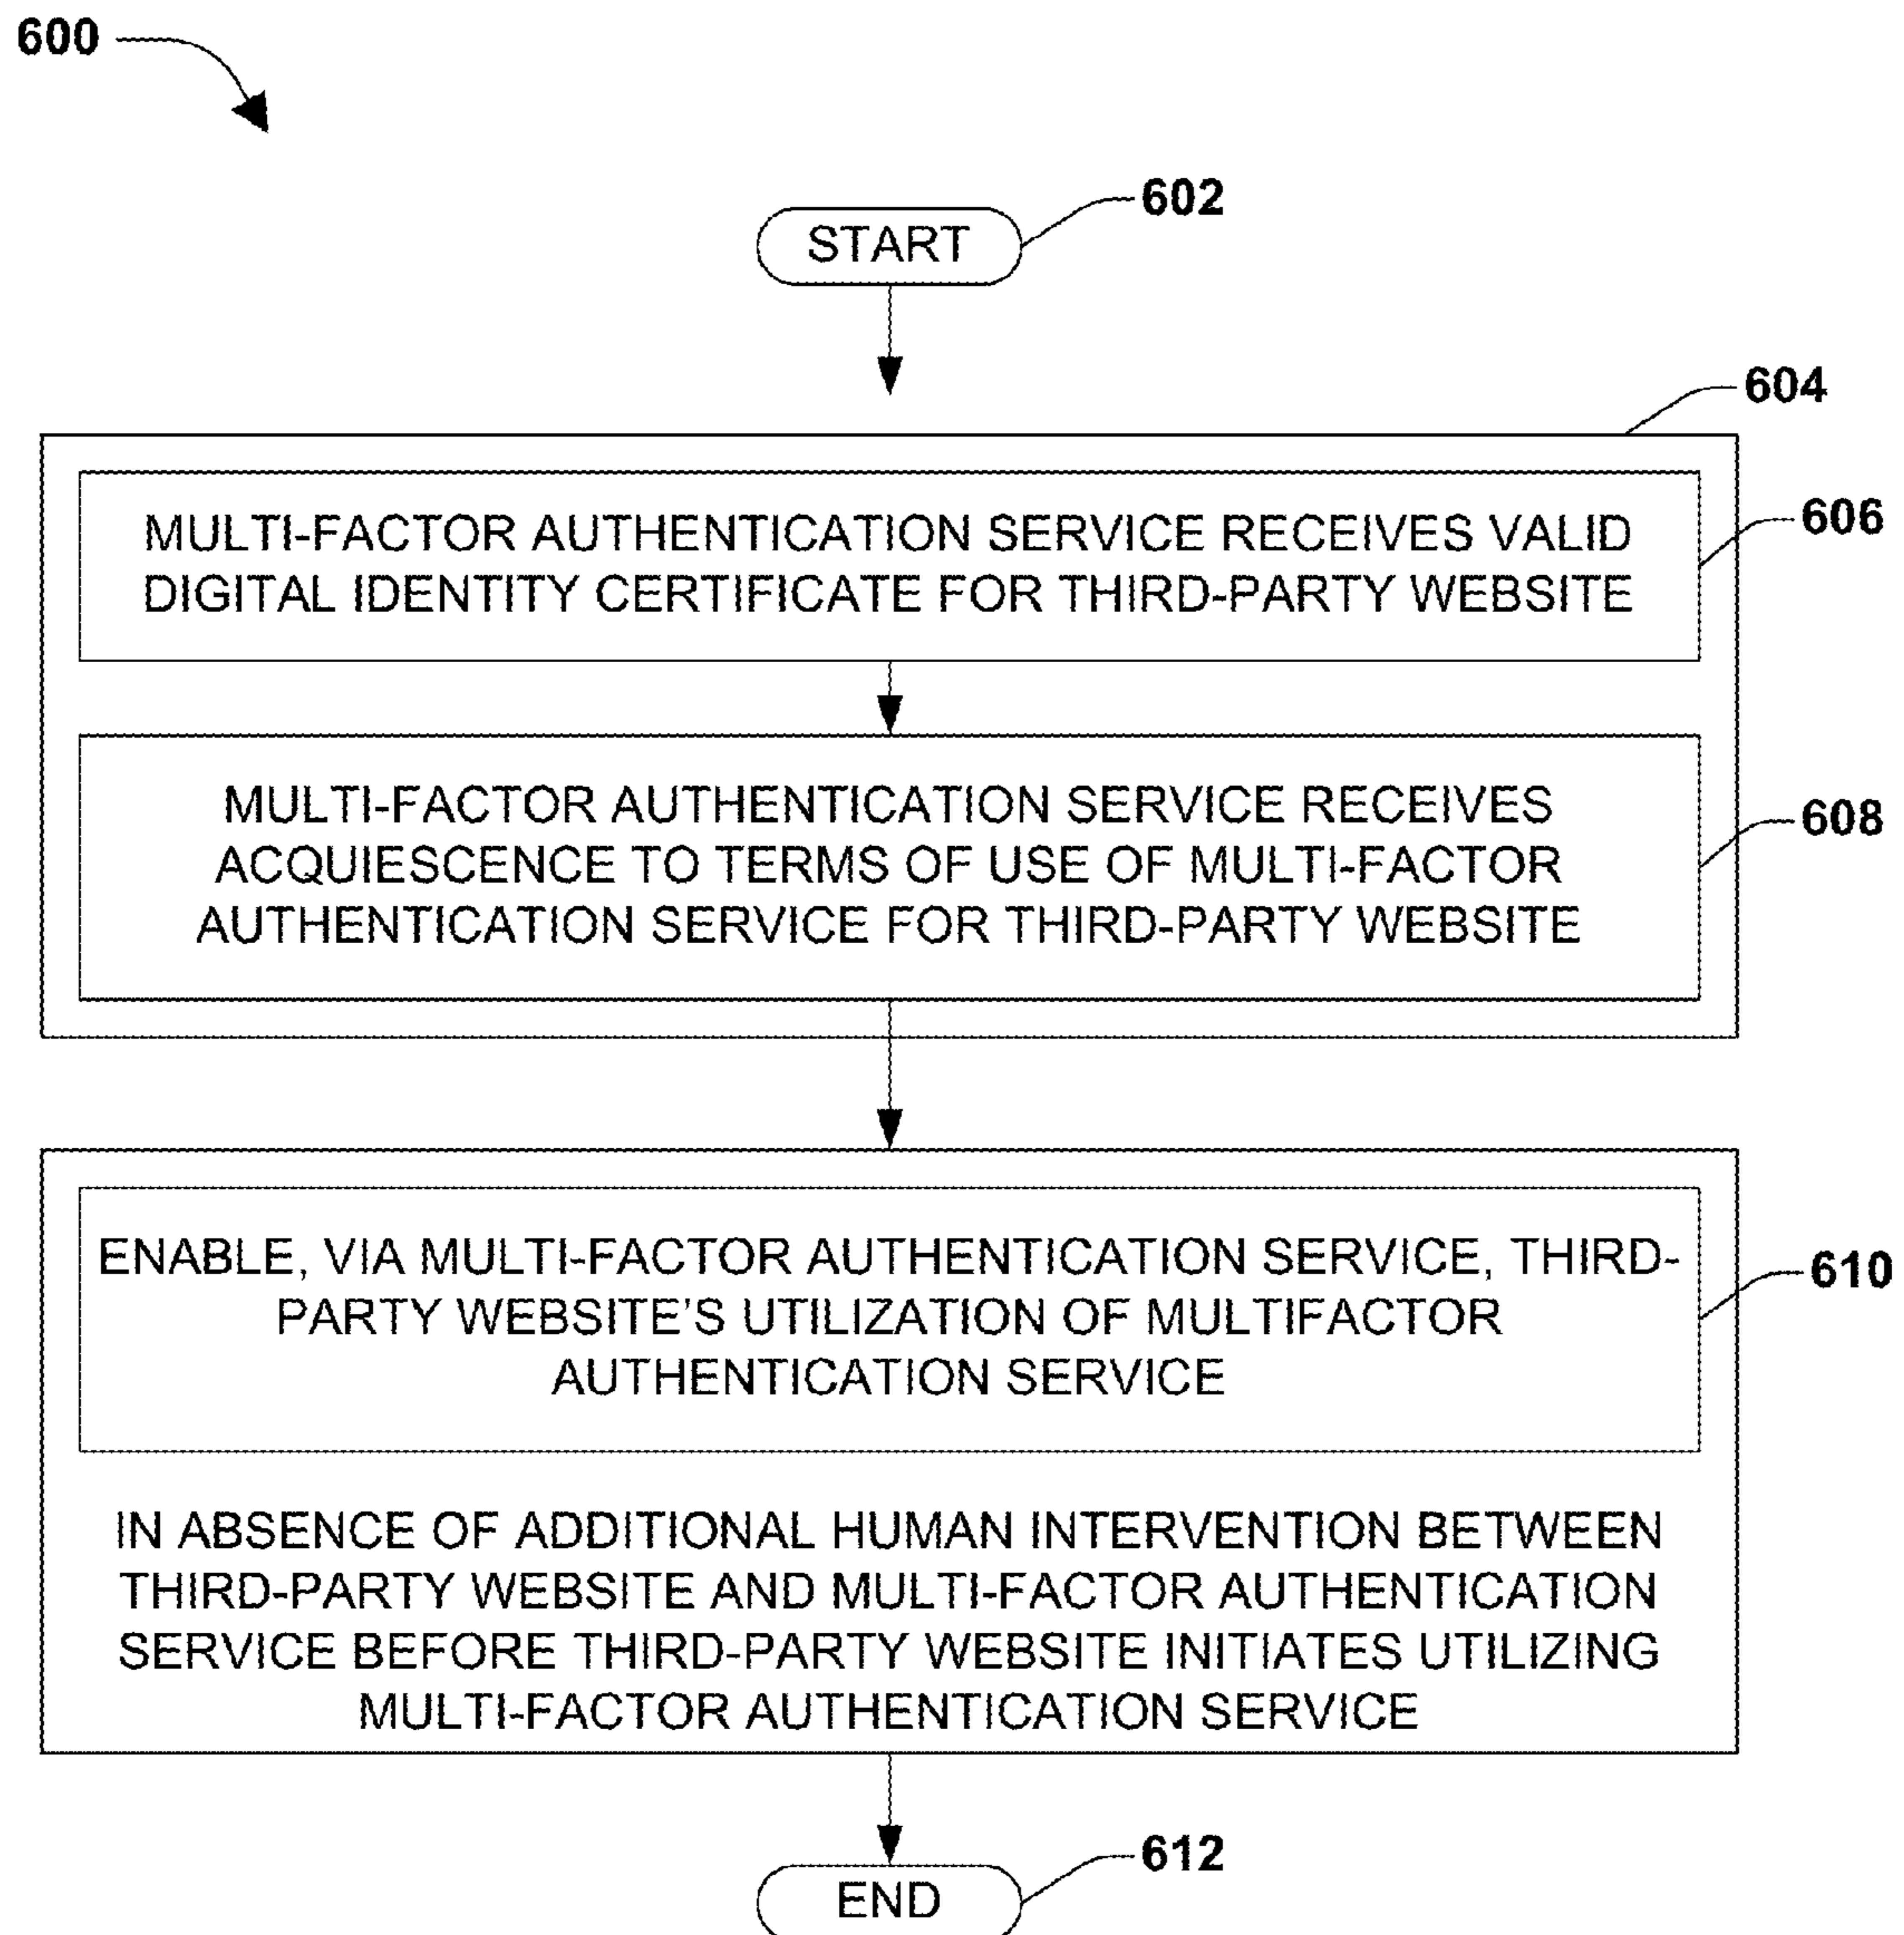 600
602
START
604
MULTI-FACTOR AUTHENTICATION SERVICE RECEIVES VALID
DIGITAL IDENTITY CERTIFICATE FOR THIRD-PARTY WEBSITE
606
MULTI-FACTOR AUTHENTICATION SERVICE RECEIVES
ACQUIESCENCE TO TERMS OF USE OF MULTI-FACTOR
AUTHENTICATION SERVICE FOR THIRD-PARTY WEBSITE
608
ENABLE, VIA MULTI-FACTOR AUTHENTICATION SERVICE, THIRD-
PARTY WEBSITE'S UTILIZATION OF MULTIFACTOR
AUTHENTICATION SERVICE
610
IN ABSENCE OF ADDITIONAL HUMAN INTERVENTION BETWEEN
THIRD-PARTY WEBSITE AND MULTI-FACTOR AUTHENTICATION
SERVICE BEFORE THIRD-PARTY WEBSITE INITIATES UTILIZING
MULTI-FACTOR AUTHENTICATION SERVICE
612
END